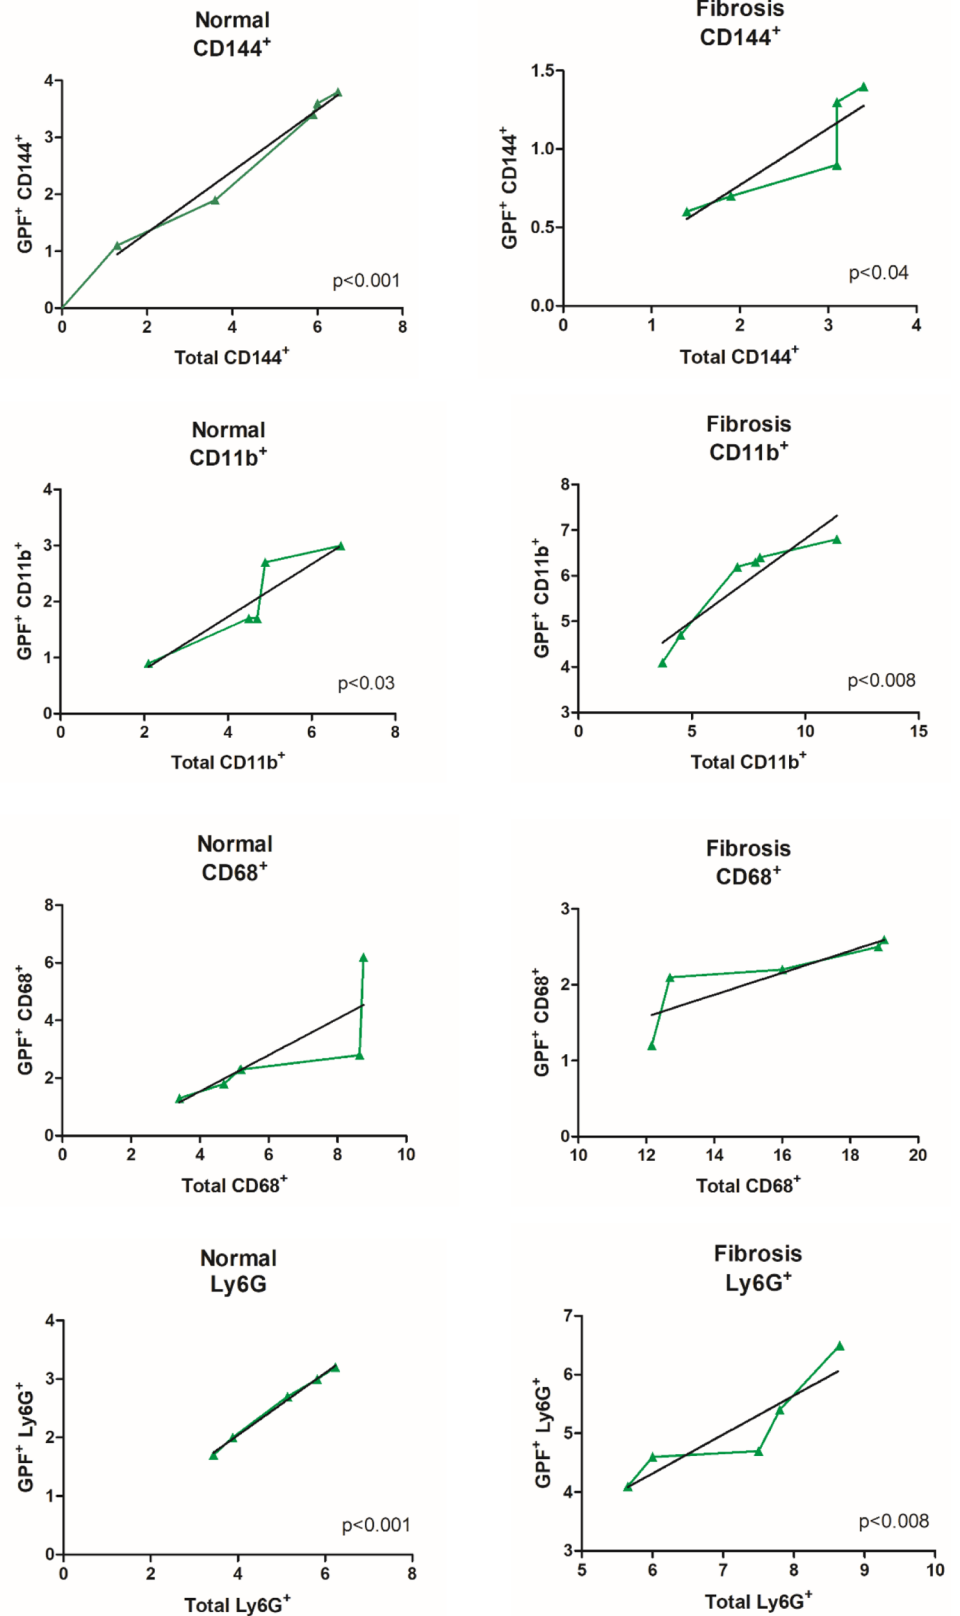 Normal
CD144+
GPF+ CD144+
4
3
2
1
0
0 2 4 6 8
p<0.001
Total CD144+
Fibrosis
CD144+
GPF+ CD144+
1.5
1.0
0.5
0.0
0 1 2 3 4
p<0.04
Total CD144+
Normal
CD11b+
GPF+ CD11b+
4
3
2
1
0
0 2 4 6 8
p<0.03
Total CD11b+
Fibrosis
CD11b+
GPF+ CD11b+
8
7
6
5
4
3
0 5 10 15
p<0.008
Total CD11b+
Normal
CD68+
GPF+ CD68+
8
6
4
2
0
0 2 4 6 8 10
Total CD68+
Fibrosis
CD68+
GPF+ CD68+
3
2
1
0
10 12 14 16 18 20
Total CD68+
Normal
Ly6G
GPF+ Ly6G+
4
3
2
1
0
0 2 4 6 8
p<0.001
Total Ly6G+
Fibrosis
Ly6G+
GPF+ Ly6G+
7
6
5
4
3
5 6 7 8 9 10
p<0.008
Total Ly6G+